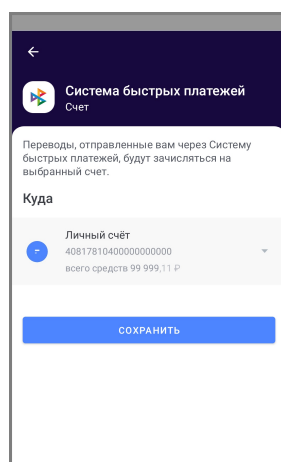 Система быстрых платежей
Счет
Переводы, отправленные вам через Систему
быстрых платежей, будут зачисляться на
выбранный счет.
Куда
Личный счёт
40817810400000000000
всего средств 99 999,11 ₽
СОХРАНИТЬ